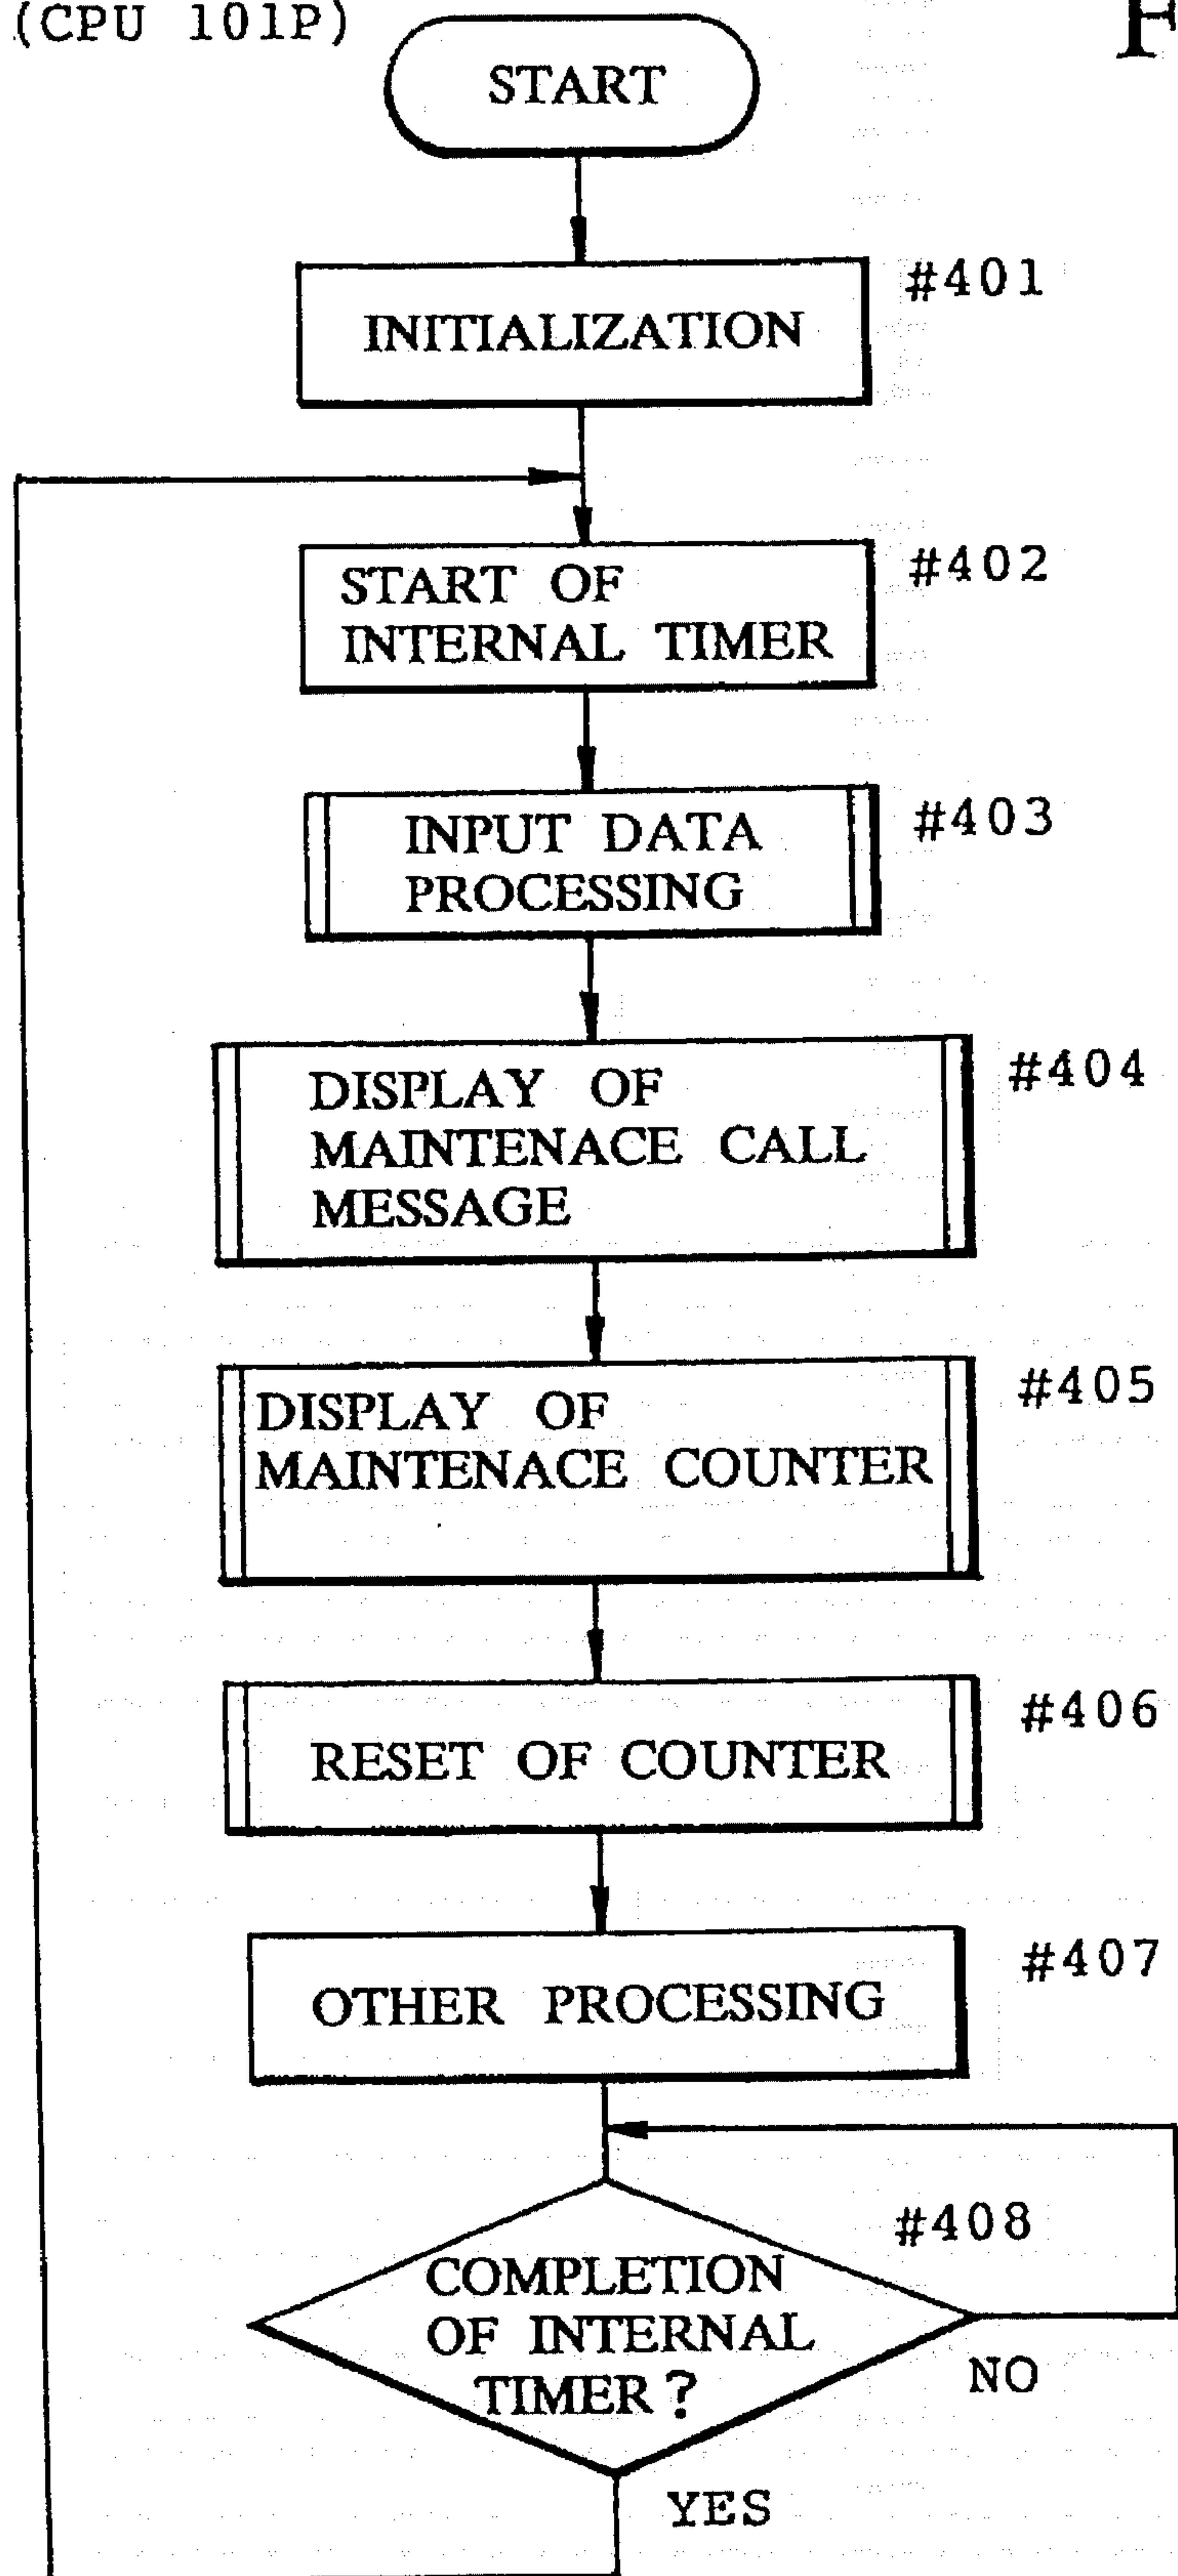 (CPU 101P)
F
START
INITIALIZATION
#401
START OF
INTERNAL TIMER
#402
INPUT DATA
PROCESSING
#403
DISPLAY OF
MAINTENACE CALL
MESSAGE
#404
DISPLAY OF
MAINTENACE COUNTER
#405
RESET OF COUNTER
#406
OTHER PROCESSING
#407
#408
COMPLETION
OF INTERNAL
TIMER?
NO
YES